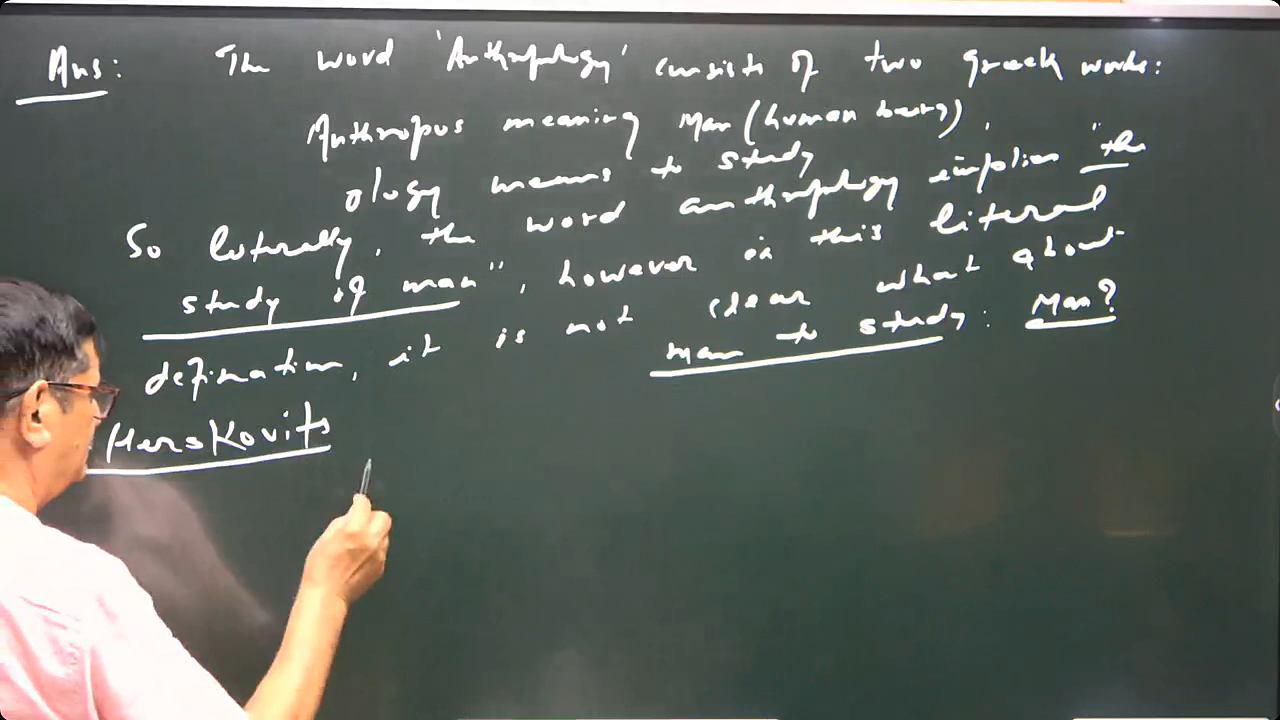 Ans: The word 'Anthropology' consists of two Greek words:
Anthropus meaning Man (human being),
ology means to study
So literally, the word anthropology implies "the
study of man", however in this literal
defination, it is not clear what about
man to study: Man?
Herskovits